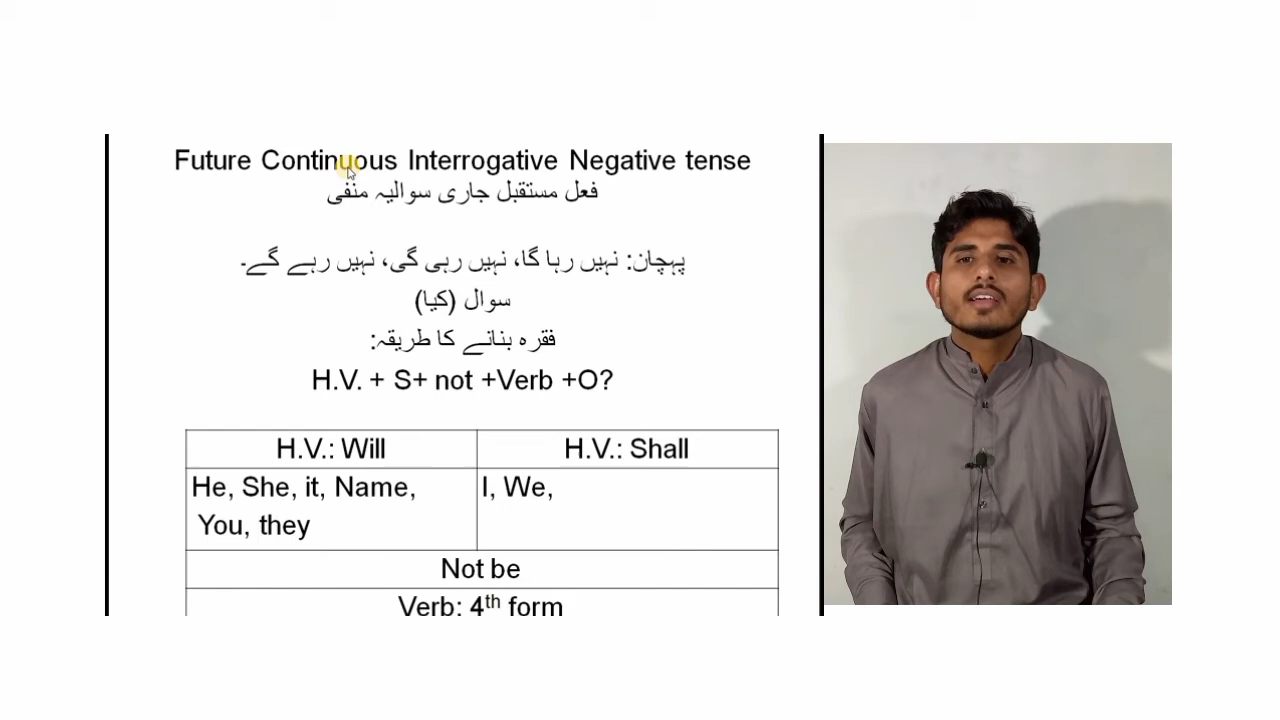 Future Continuous Interrogative Negative tense
فعل مستقبل جاری سوالیہ منفی
پہچان: نہیں رہا گا، نہیں رہی گی، نہیں رہے گے۔
سوال (کیا)
فقرہ بنانے کا طریقہ:
H.V. + S+ not +Verb +O?
H.V.: Will
H.V.: Shall
He, She, it, Name,
You, they
I, We,
Not be
Verb: 4th form